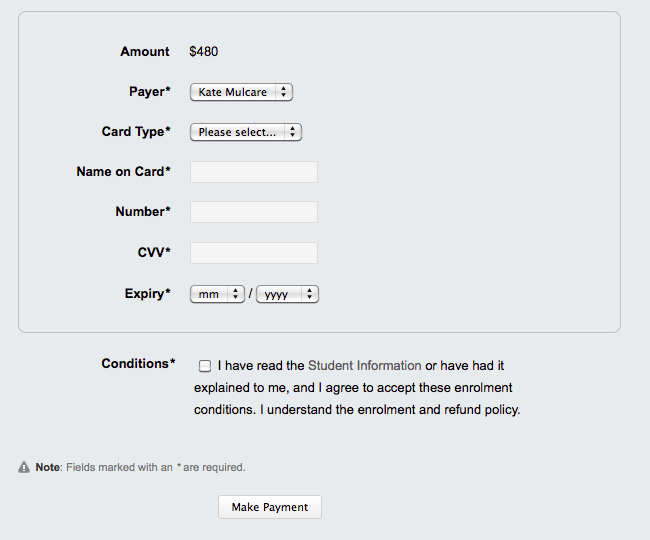 Amount $480
Payer* Kate Mulcare
Card Type* Please select...
Name on Card*
Number*
CVV*
Expiry* mm / yyyy
Conditions* I have read the Student Information or have had it
explained to me, and I agree to accept these enrolment
conditions. I understand the enrolment and refund policy.
Note: Fields marked with an * are required.
Make Payment